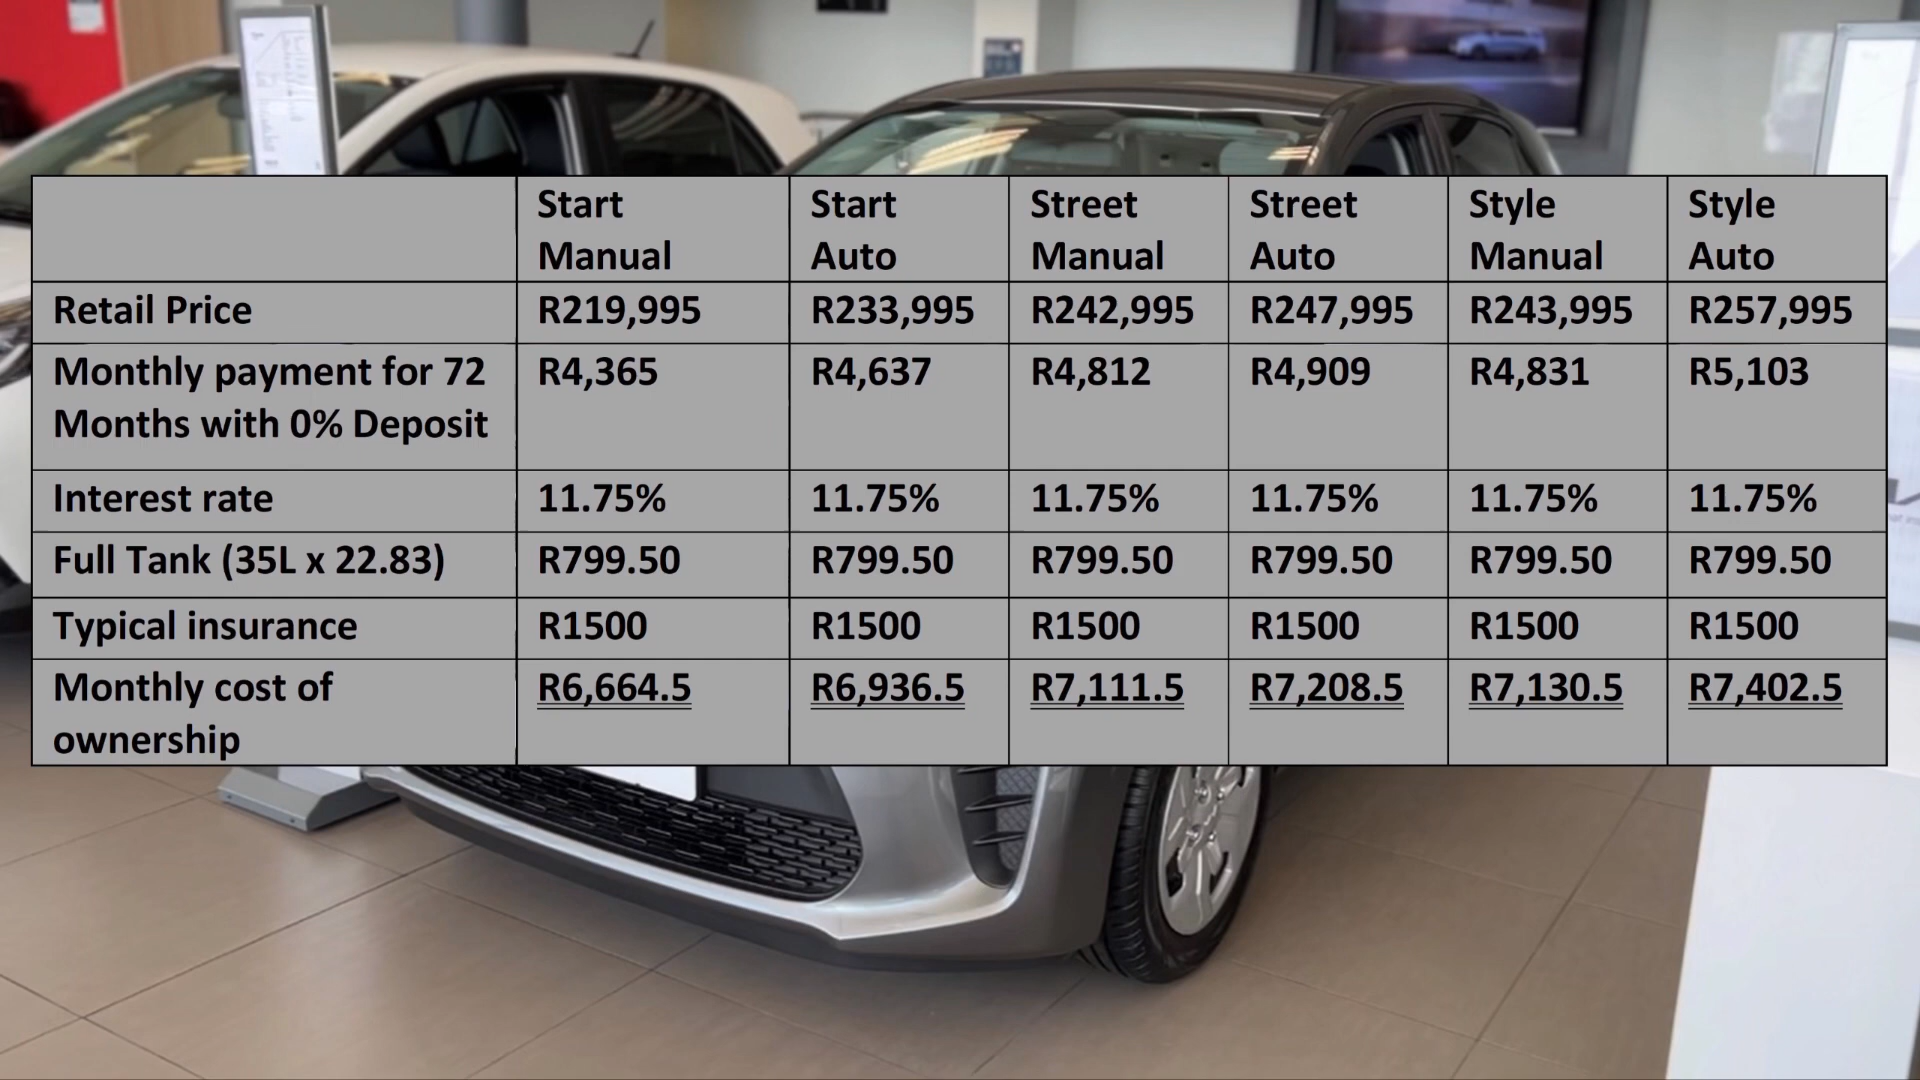 Start Manual Start Auto Street Manual Street Auto Style Manual Style Auto
Retail Price R219,995 R233,995 R242,995 R247,995 R243,995 R257,995
Monthly payment for 72 Months with 0% Deposit R4,365 R4,637 R4,812 R4,909 R4,831 R5,103
Interest rate 11.75% 11.75% 11.75% 11.75% 11.75% 11.75%
Full Tank (35L x 22.83) R799.50 R799.50 R799.50 R799.50 R799.50 R799.50
Typical insurance R1500 R1500 R1500 R1500 R1500 R1500
Monthly cost of ownership R6,664.5 R6,936.5 R7,111.5 R7,208.5 R7,130.5 R7,402.5